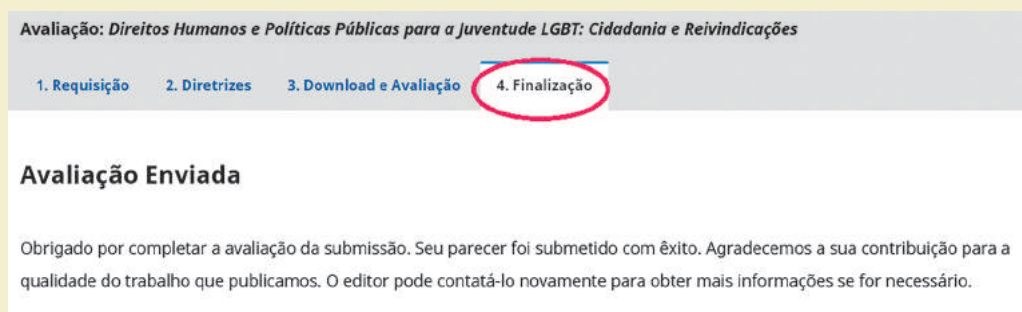 Avaliação: Direitos Humanos e Políticas Públicas para a Juventude LGBT: Cidadania e Reivindicações
1. Requisição 2. Diretrizes 3. Download e Avaliação 4. Finalização
Avaliação Enviada
Obrigado por completar a avaliação da submissão. Seu parecer foi submetido com êxito. Agradecemos a sua contribuição para a
qualidade do trabalho que publicamos. O editor pode contatá-lo novamente para obter mais informações se for necessário.